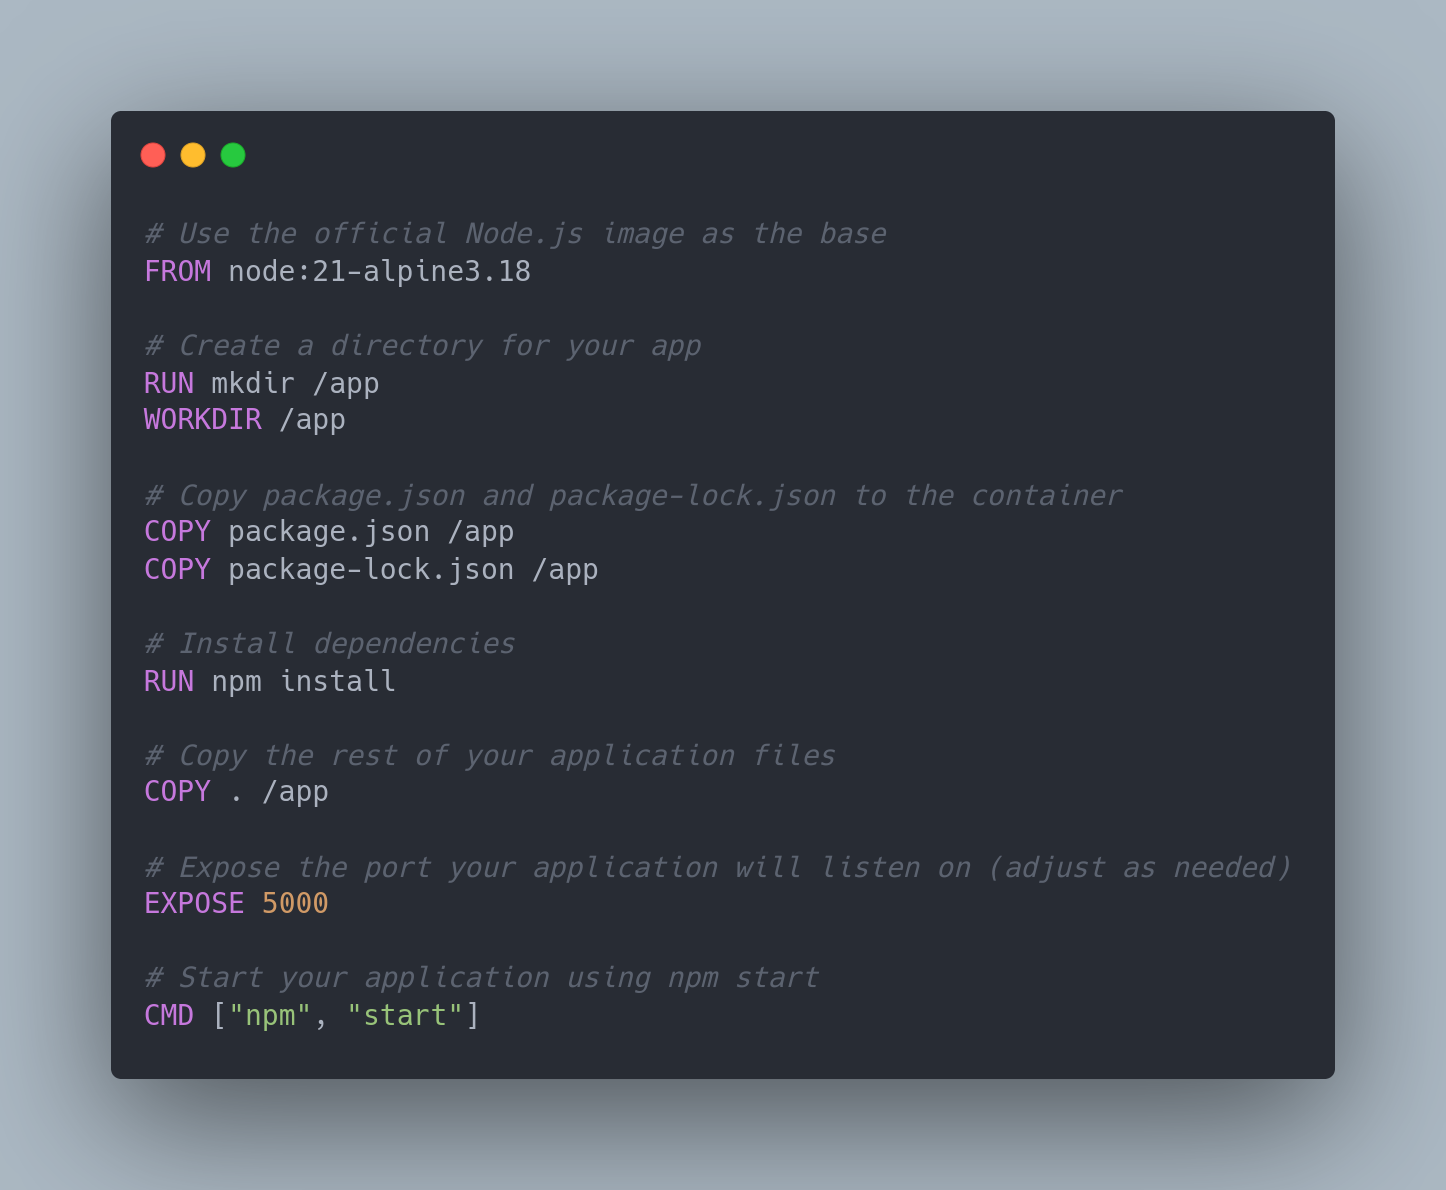 # Use the official Node.js image as the base
FROM node:21-alpine3.18
# Create a directory for your app
RUN mkdir /app
WORKDIR /app
# Copy package.json and package-lock.json to the container
COPY package.json /app
COPY package-lock.json /app
# Install dependencies
RUN npm install
# Copy the rest of your application files
COPY . /app
# Expose the port your application will listen on (adjust as needed)
EXPOSE 5000
# Start your application using npm start
CMD ["npm", "start"]